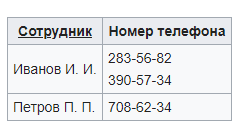 Сотрудник Номер телефона
Иванов И. И. 283-56-82
390-57-34
Петров П. П. 708-62-34